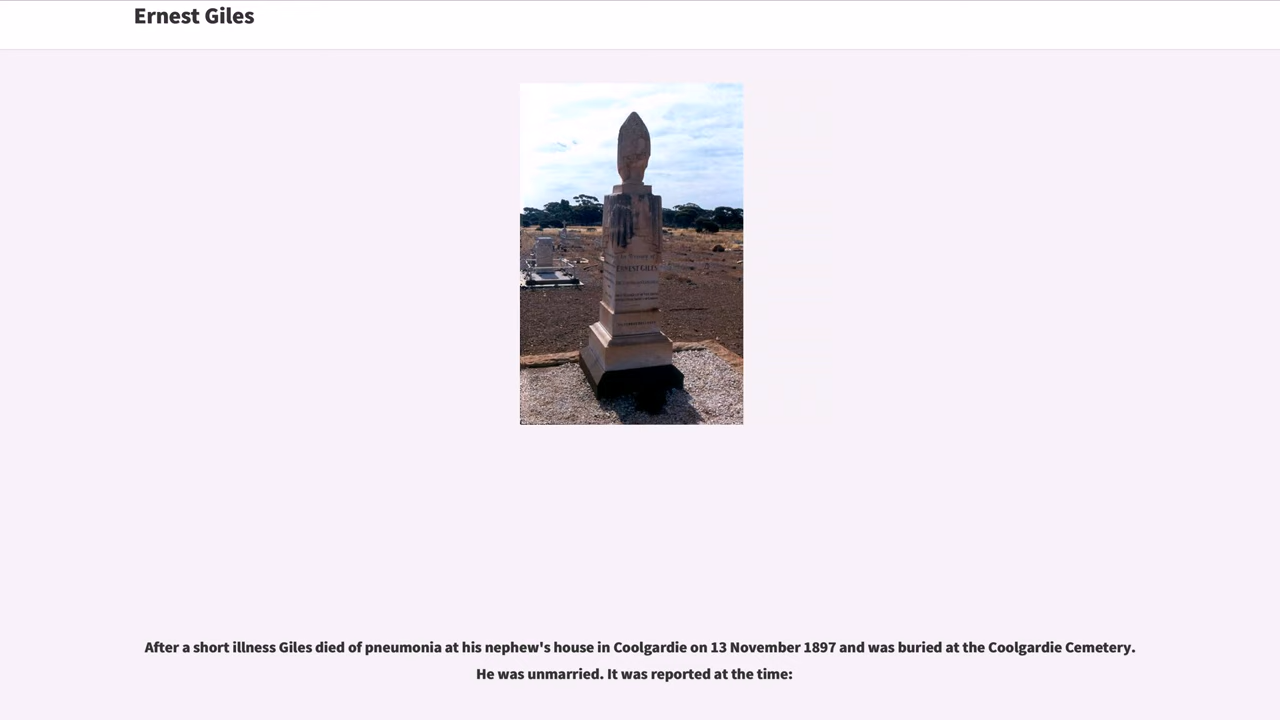 Ernest Giles
ERNEST GILES
After a short illness Giles died of pneumonia at his nephew's house in Coolgardie on 13 November 1897 and was buried at the Coolgardie Cemetery.
He was unmarried. It was reported at the time: